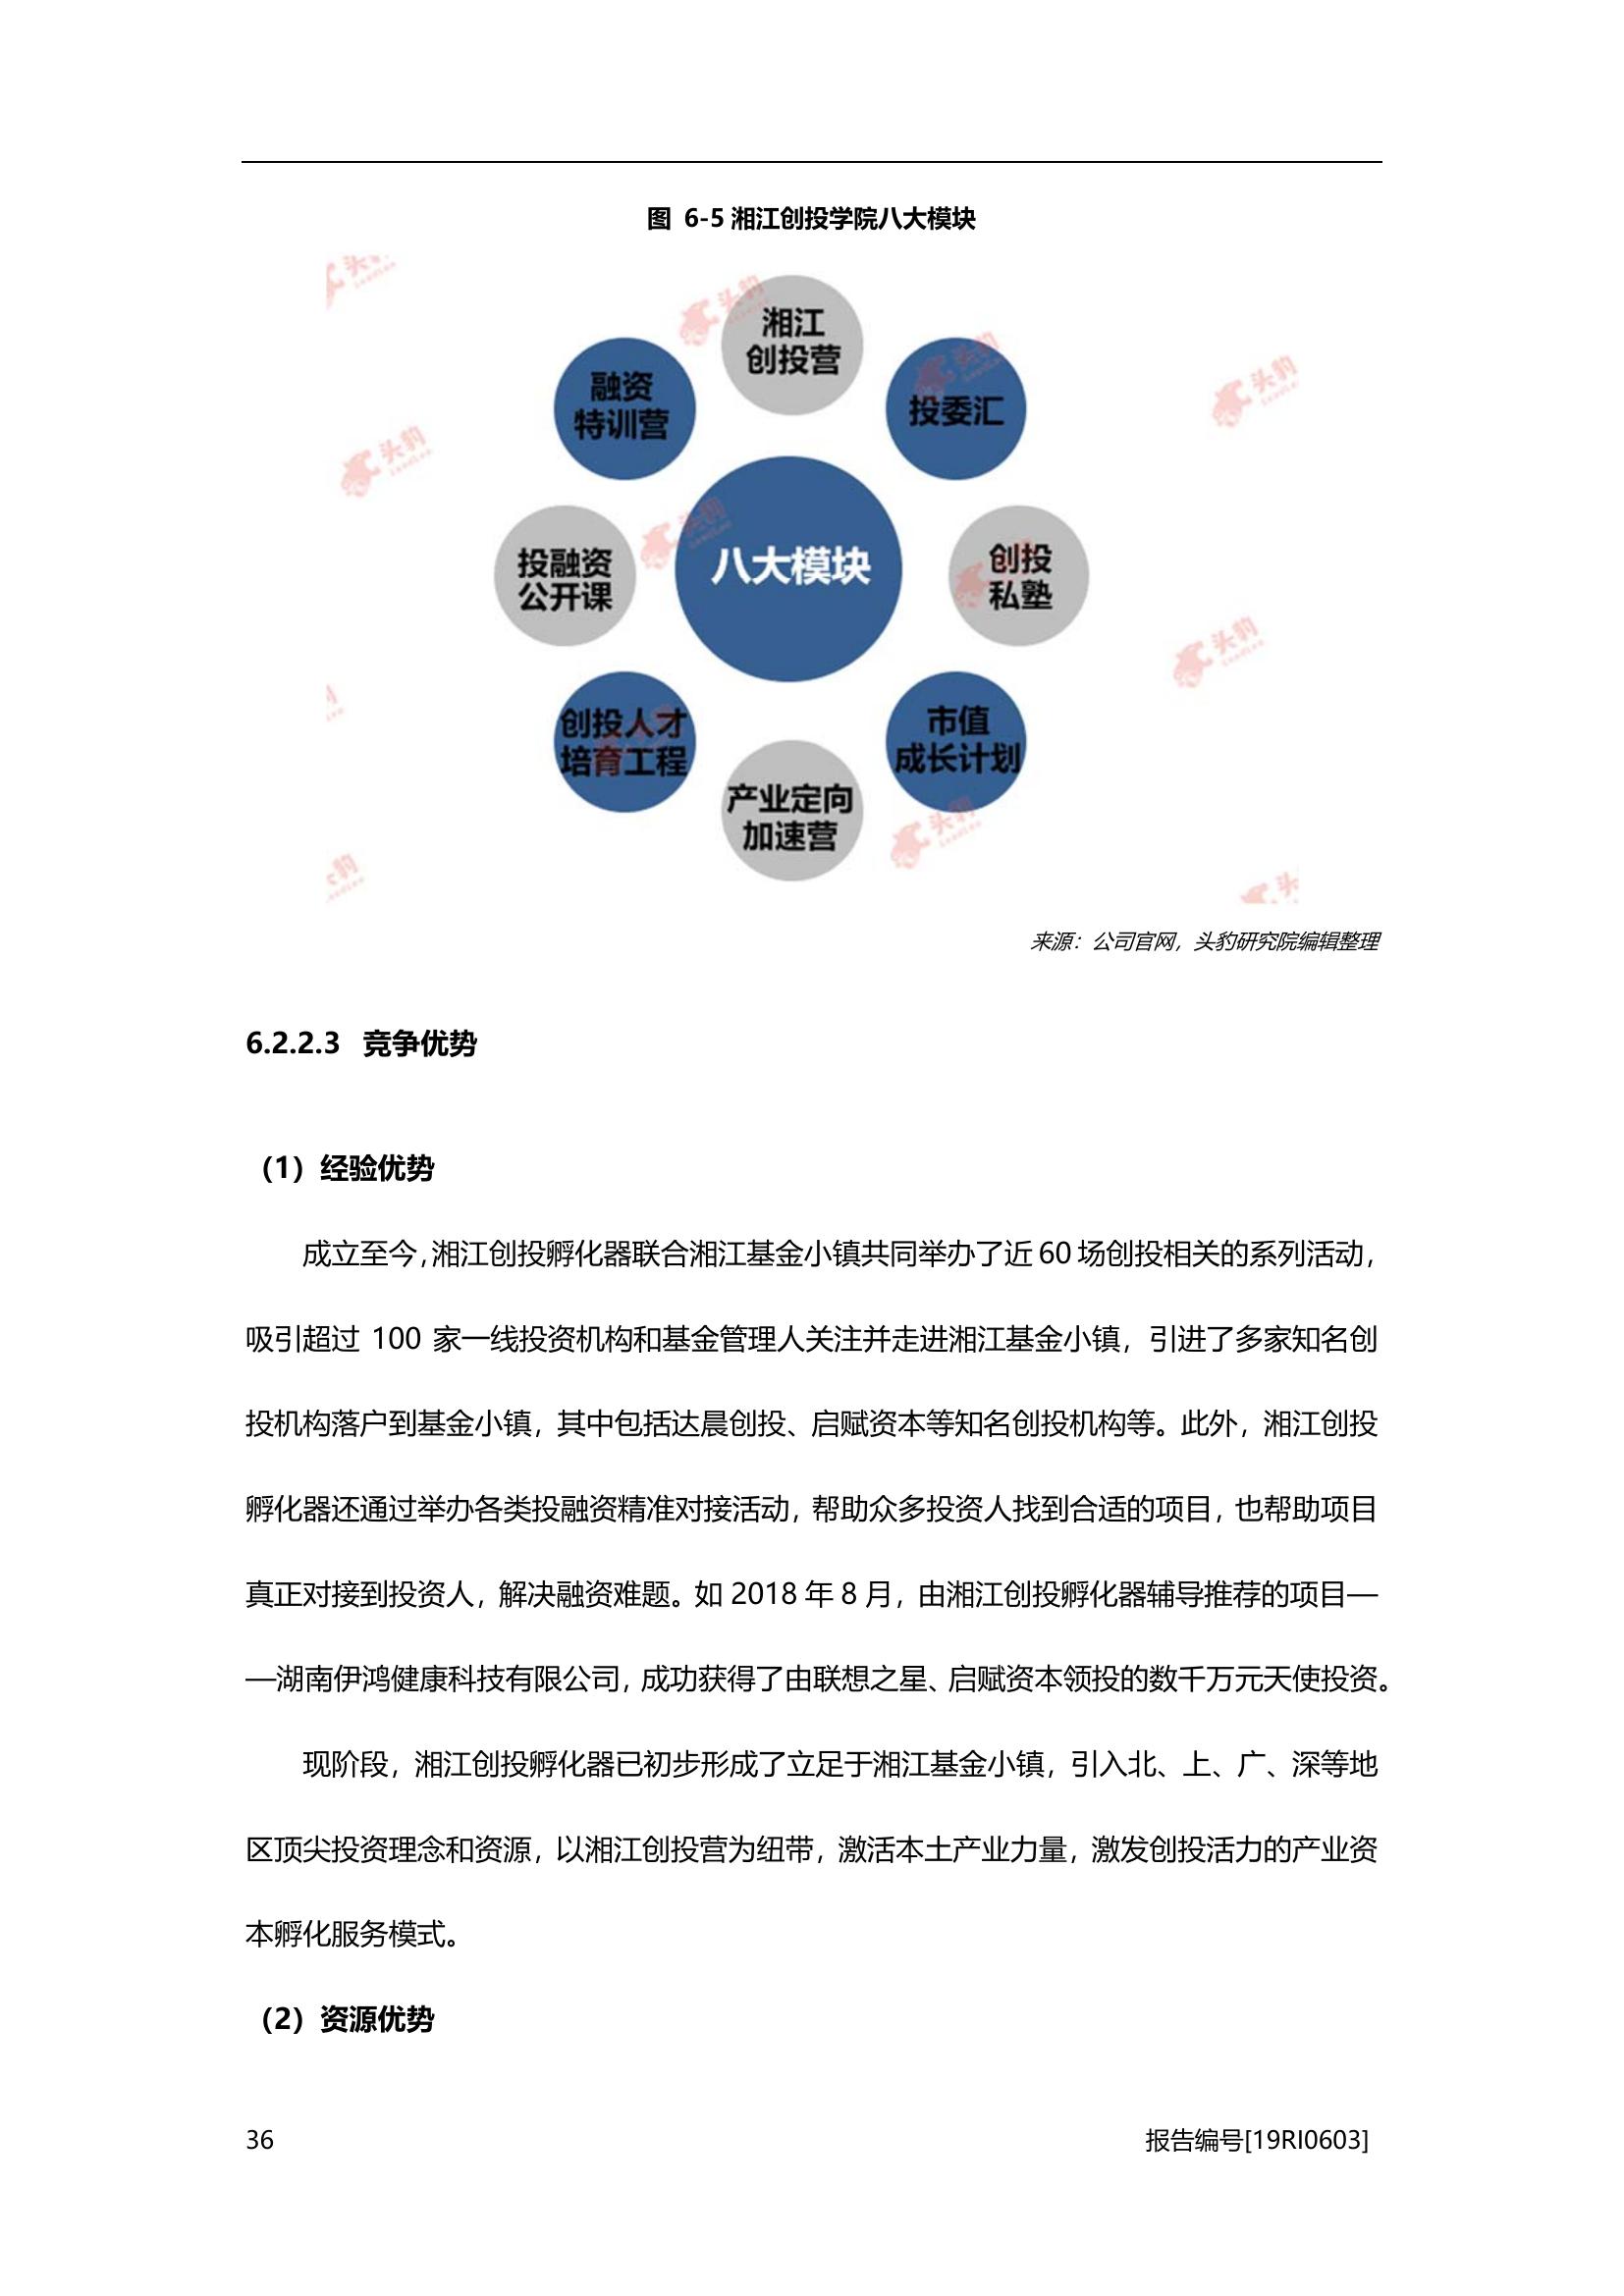 图 6-5 湘江创投学院八大模块
湘江
创投营
融资
特训营
投委汇
投融资
公开课
八大模块
创投
私塾
创投人才
培育工程
市值
成长计划
产业定向
加速营
头豹
LeadLeo
来源：公司官网，头豹研究院编辑整理
6.2.2.3 竞争优势
（1）经验优势
成立至今，湘江创投孵化器联合湘江基金小镇共同举办了近 60 场创投相关的系列活动，
吸引超过 100 家一线投资机构和基金管理人关注并走进湘江基金小镇，引进了多家知名创
投机构落户到基金小镇，其中包括达晨创投、启赋资本等知名创投机构等。此外，湘江创投
孵化器还通过举办各类投融资精准对接活动，帮助众多投资人找到合适的项目，也帮助项目
真正对接到投资人，解决融资难题。如 2018 年 8 月，由湘江创投孵化器辅导推荐的项目—
—湖南伊鸿健康科技有限公司，成功获得了由联想之星、启赋资本领投的数千万元天使投资。
现阶段，湘江创投孵化器已初步形成了立足于湘江基金小镇，引入北、上、广、深等地
区顶尖投资理念和资源，以湘江创投营为纽带，激活本土产业力量，激发创投活力的产业资
本孵化服务模式。
（2）资源优势
36
报告编号[19RI0603]